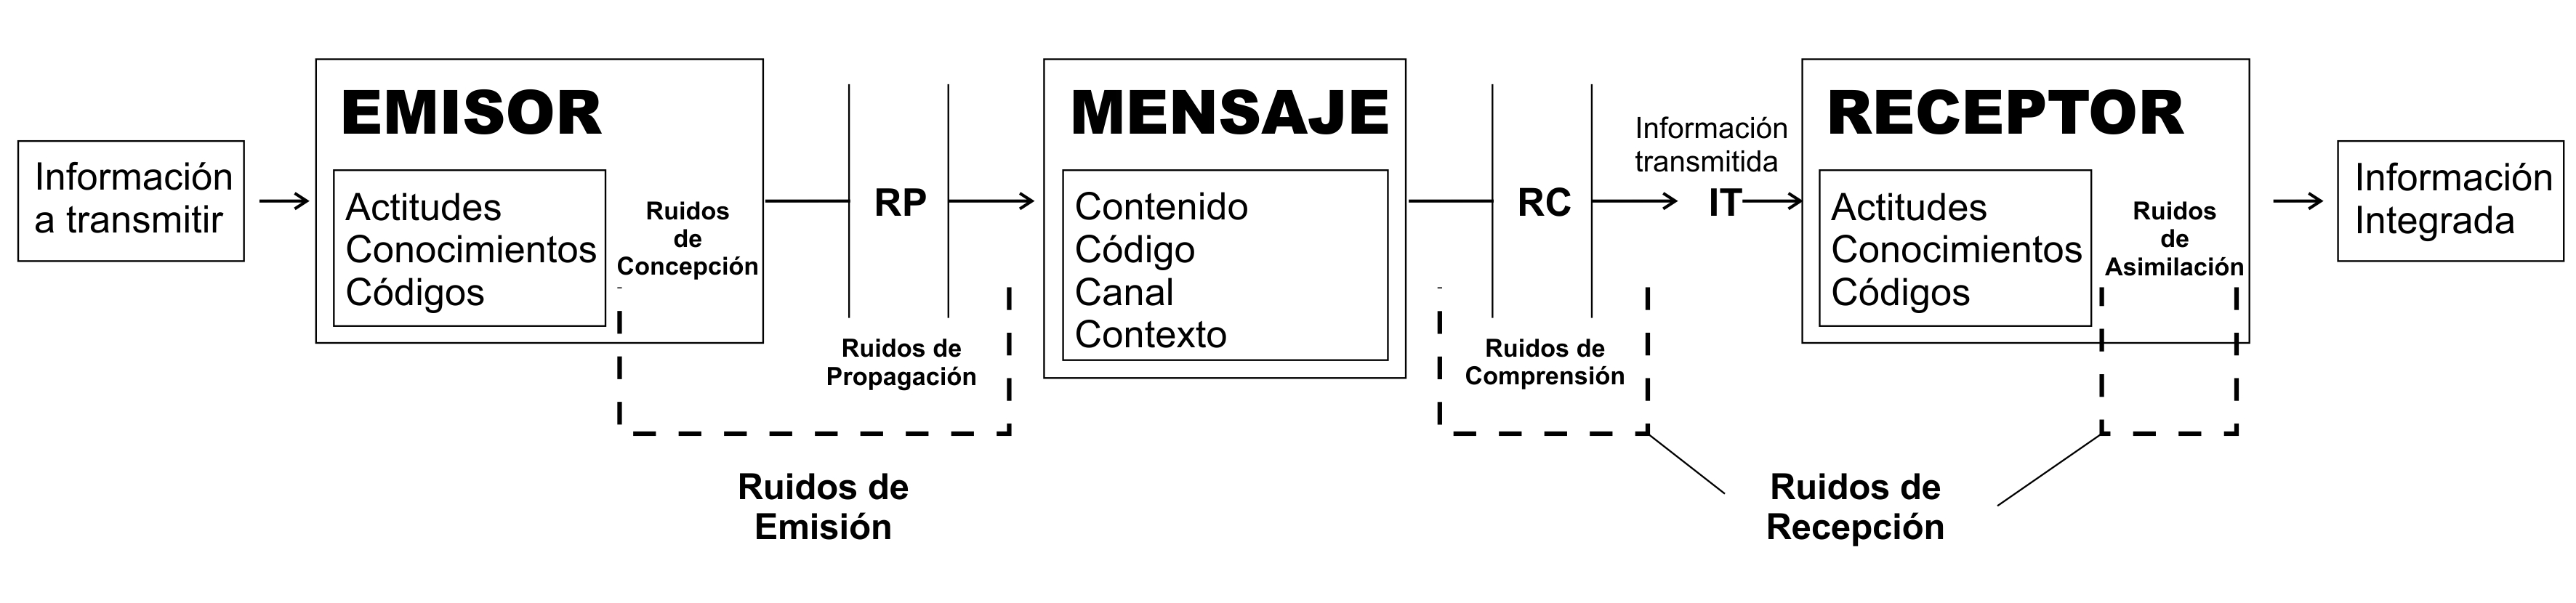 Información
a transmitir
EMISOR
Actitudes
Conocimientos
Códigos
Ruidos
de
Concepción
RP
Ruidos de
Propagación
Ruidos de
Emisión
MENSAJE
Contenido
Código
Canal
Contexto
RC
Ruidos de
Comprensión
Información
transmitida
IT
RECEPTOR
Actitudes
Conocimientos
Códigos
Ruidos
de
Asimilación
Ruidos de
Recepción
Información
Integrada